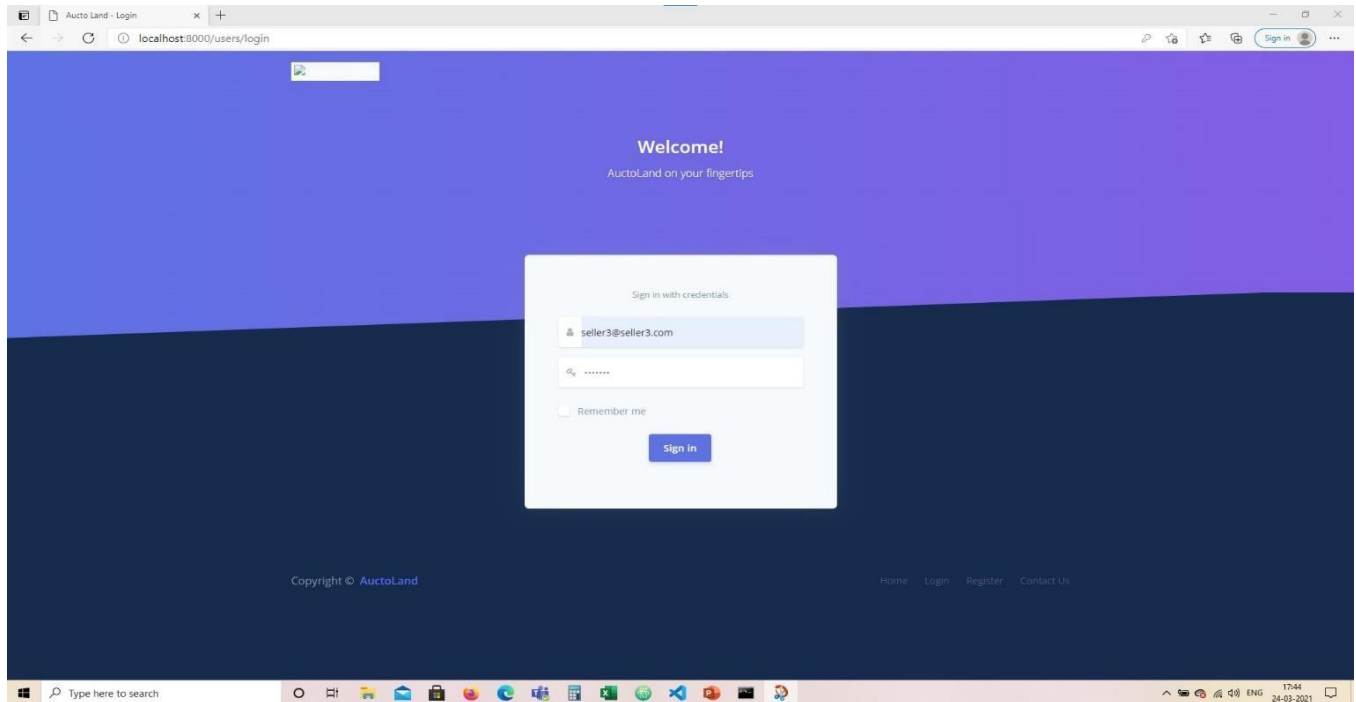 Aucto Land - Login
localhost:8000/users/login
Sign in
Welcome!
AuctoLand on your fingertips
Sign in with credentials
seller3@seller3.com
.......
Remember me
Sign in
Copyright © AuctoLand
Home Login Register Contact Us
Type here to search
ENG
17:44
24-03-2021